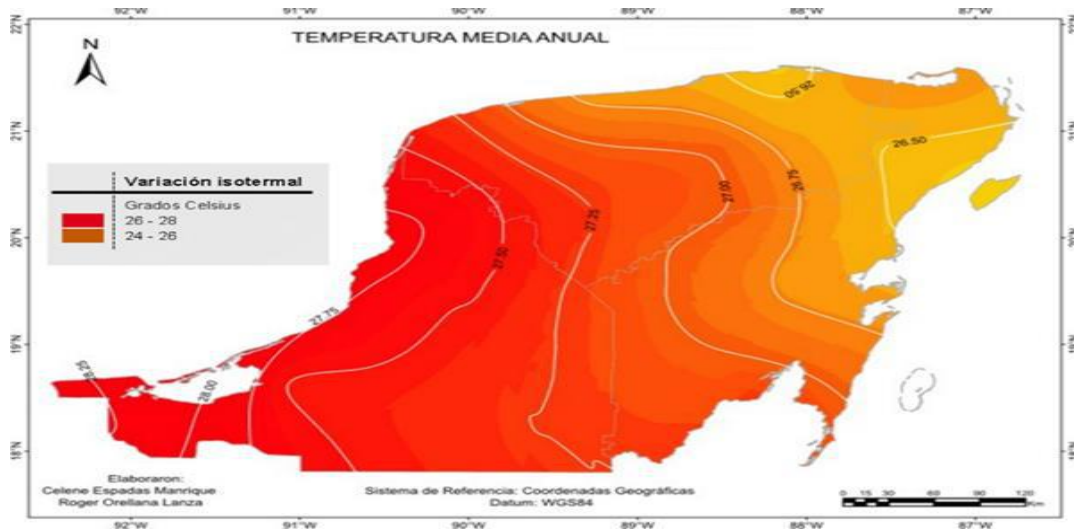 92°W 91°W 90°W 89°W 88°W 87°W
TEMPERATURA MEDIA ANUAL
N
22°N
21°N
20°N
19°N
18°N
Variación isotermal
Grados Celsius
26 - 28
24 - 26
26.50
26.50
26.75
27.00
27.25
27.50
27.75
28.00
28.25
Elaboraron:
Celene Espadas Manrique
Roger Orellana Lanza
Sistema de Referencia: Coordenadas Geográficas
Datum: WGS84
0 15 30 60 90 120
Km
92°W 91°W 90°W 89°W 88°W 87°W